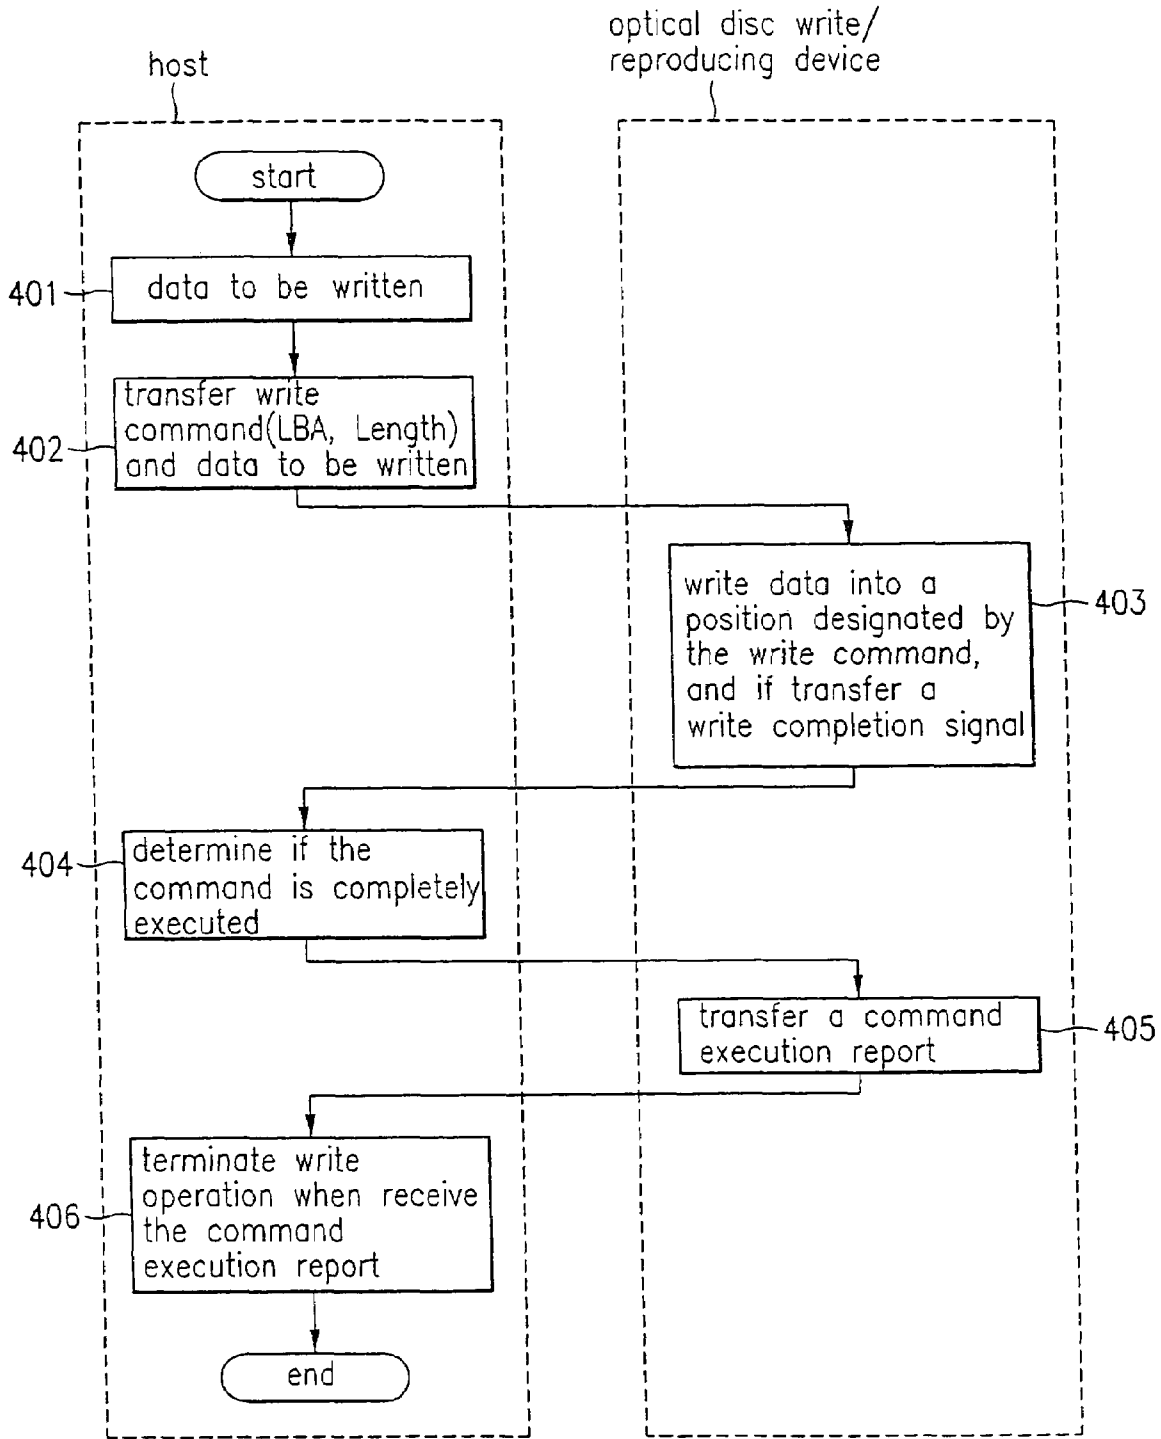 optical disc write/
reproducing device
host
start
401
data to be written
402
transfer write
command(LBA, Length)
and data to be written
write data into a
position designated by
the write command,
and if transfer a
write completion signal
403
404
determine if the
command is completely
executed
transfer a command
execution report
405
406
terminate write
operation when receive
the command
execution report
end